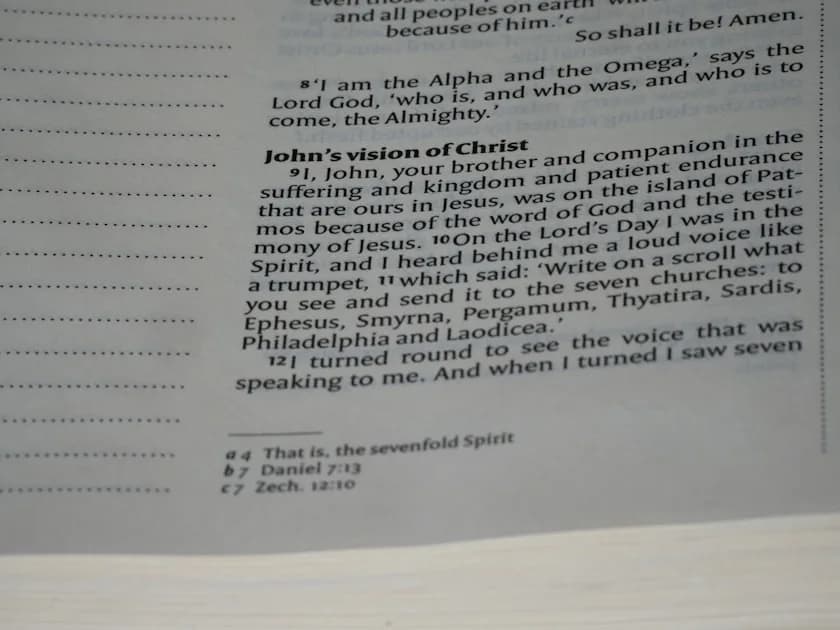 and all peoples on earth
because of him.’c
So shall it be! Amen.
8 ‘I am the Alpha and the Omega,’ says the
Lord God, ‘who is, and who was, and who is to
come, the Almighty.’
John’s vision of Christ
9 I, John, your brother and companion in the
suffering and kingdom and patient endurance
that are ours in Jesus, was on the island of Pat-
mos because of the word of God and the testi-
mony of Jesus. 10 On the Lord’s Day I was in the
Spirit, and I heard behind me a loud voice like
a trumpet, 11 which said: ‘Write on a scroll what
you see and send it to the seven churches: to
Ephesus, Smyrna, Pergamum, Thyatira, Sardis,
Philadelphia and Laodicea.’
12 I turned round to see the voice that was
speaking to me. And when I turned I saw seven
a 4 That is, the sevenfold Spirit
b 7 Daniel 7:13
c 7 Zech. 12:10